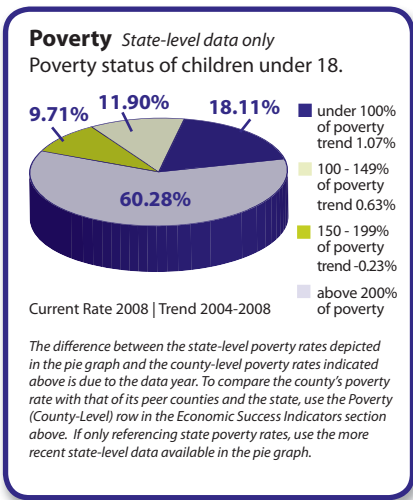 Poverty State-level data only
Poverty status of children under 18.
9.71%
11.90%
18.11%
60.28%
under 100%
of poverty
trend 1.07%
100 - 149%
of poverty
trend 0.63%
150 - 199%
of poverty
trend -0.23%
above 200%
of poverty
Current Rate 2008 | Trend 2004-2008
The difference between the state-level poverty rates depicted
in the pie graph and the county-level poverty rates indicated
above is due to the data year. To compare the county's poverty
rate with that of its peer counties and the state, use the Poverty
(County-Level) row in the Economic Success Indicators section
above. If only referencing state poverty rates, use the more
recent state-level data available in the pie graph.